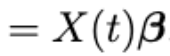 = X(t)β